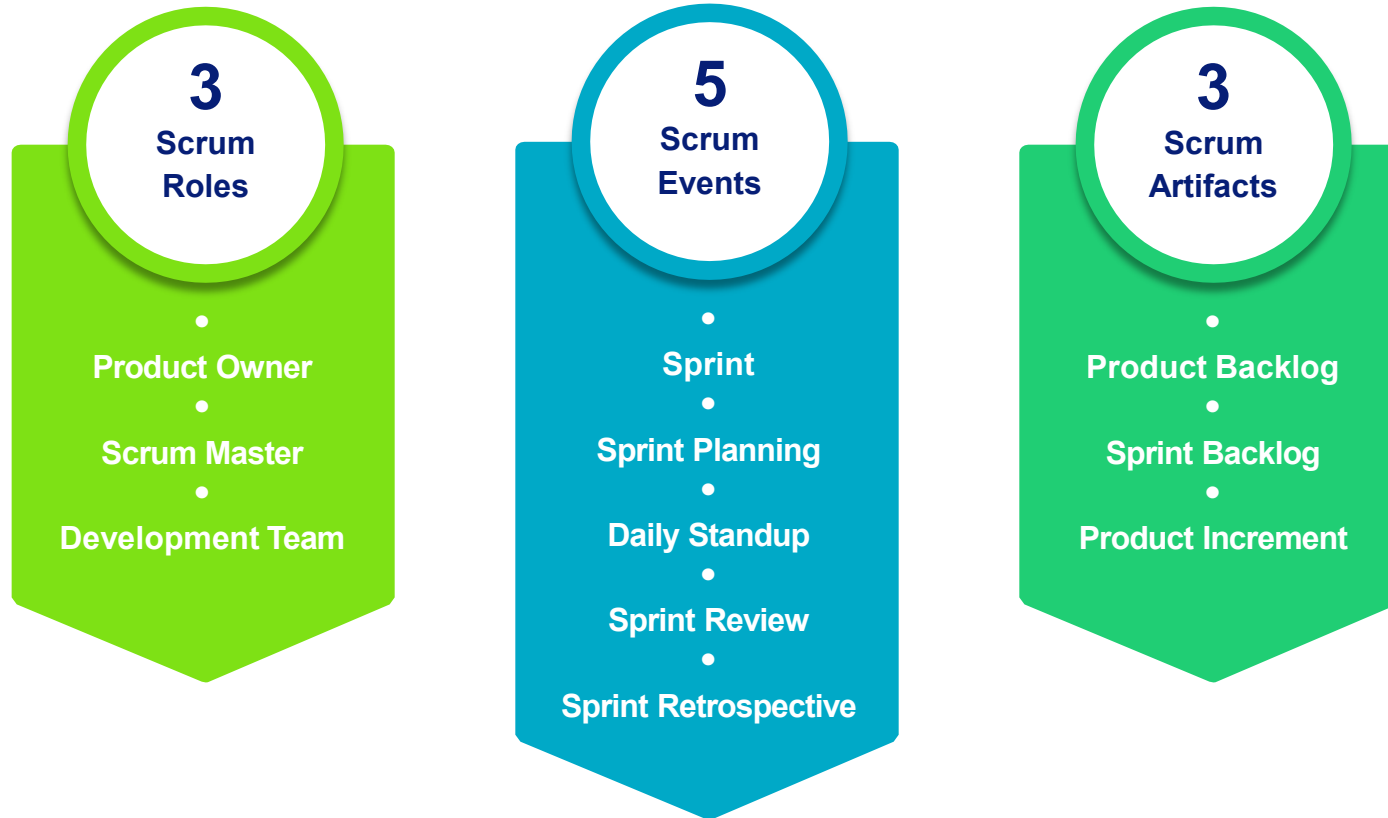 3
Scrum
Roles
•
Product Owner
•
Scrum Master
•
Development Team
5
Scrum
Events
•
Sprint
•
Sprint Planning
•
Daily Standup
•
Sprint Review
•
Sprint Retrospective
3
Scrum
Artifacts
•
Product Backlog
•
Sprint Backlog
•
Product Increment